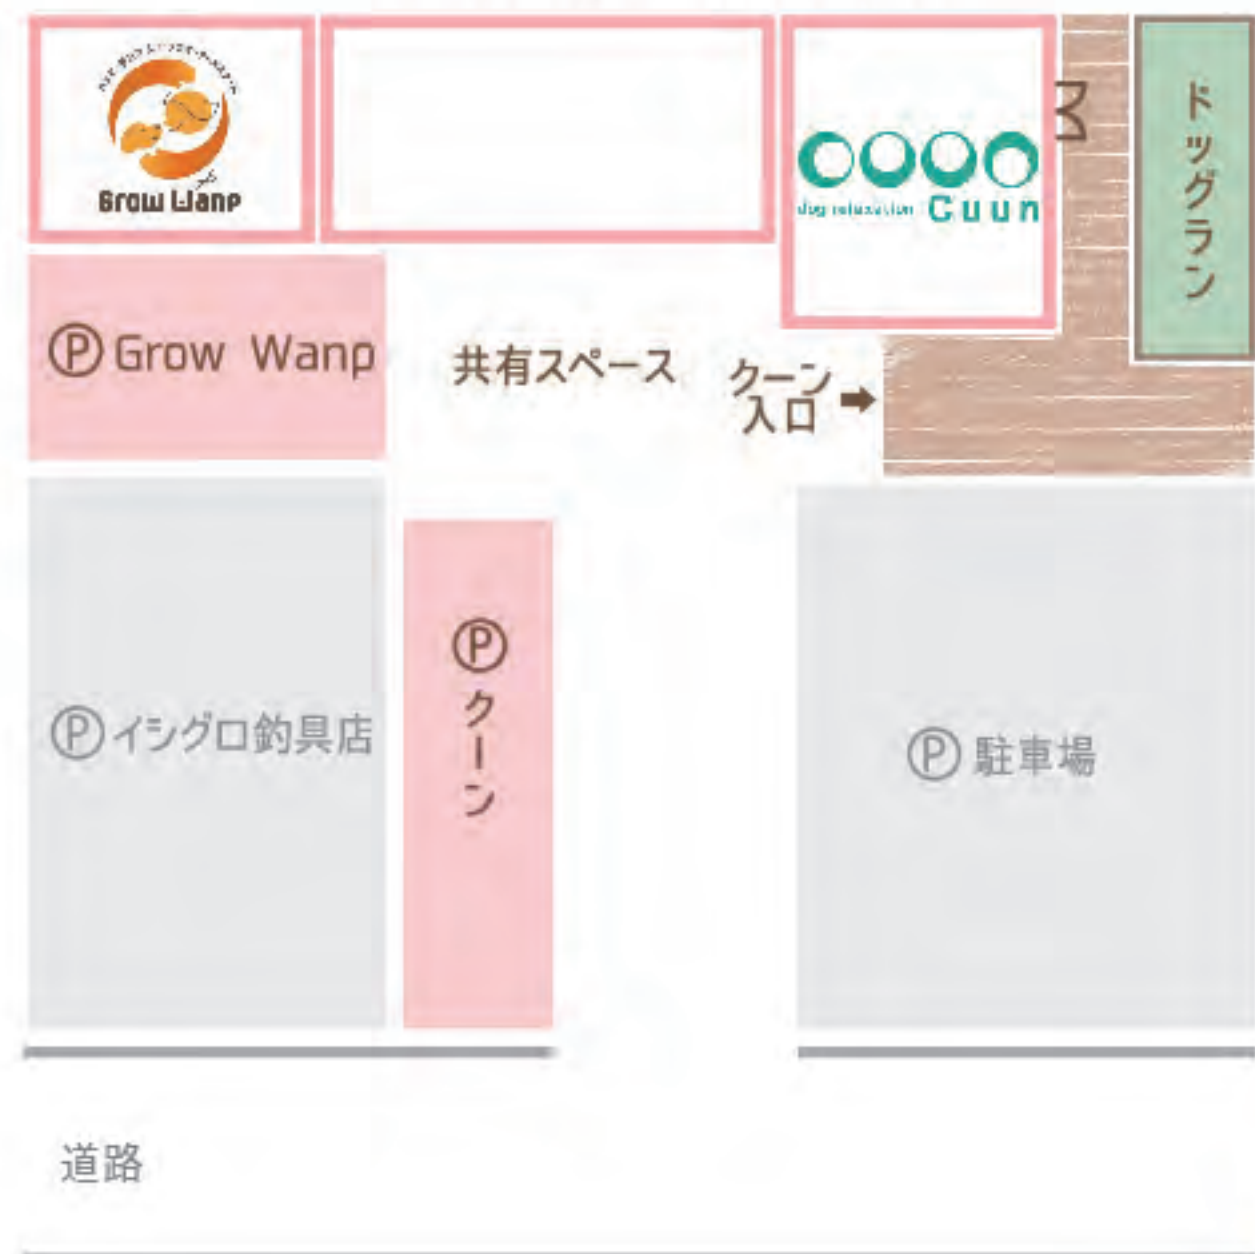 Grow Wanp
dog relaxation Cuun
ドッグラン
Ⓟ Grow Wanp
共有スペース
クーン
入口
Ⓟ イシグロ釣具店
Ⓟ クーン
Ⓟ 駐車場
道路